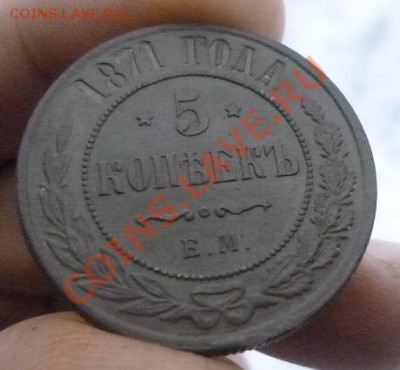 COINS.LAVE.RU
1871 ГОДА
5
КОПѢЕКЪ
Е.М.
COINS.LAVE.RU